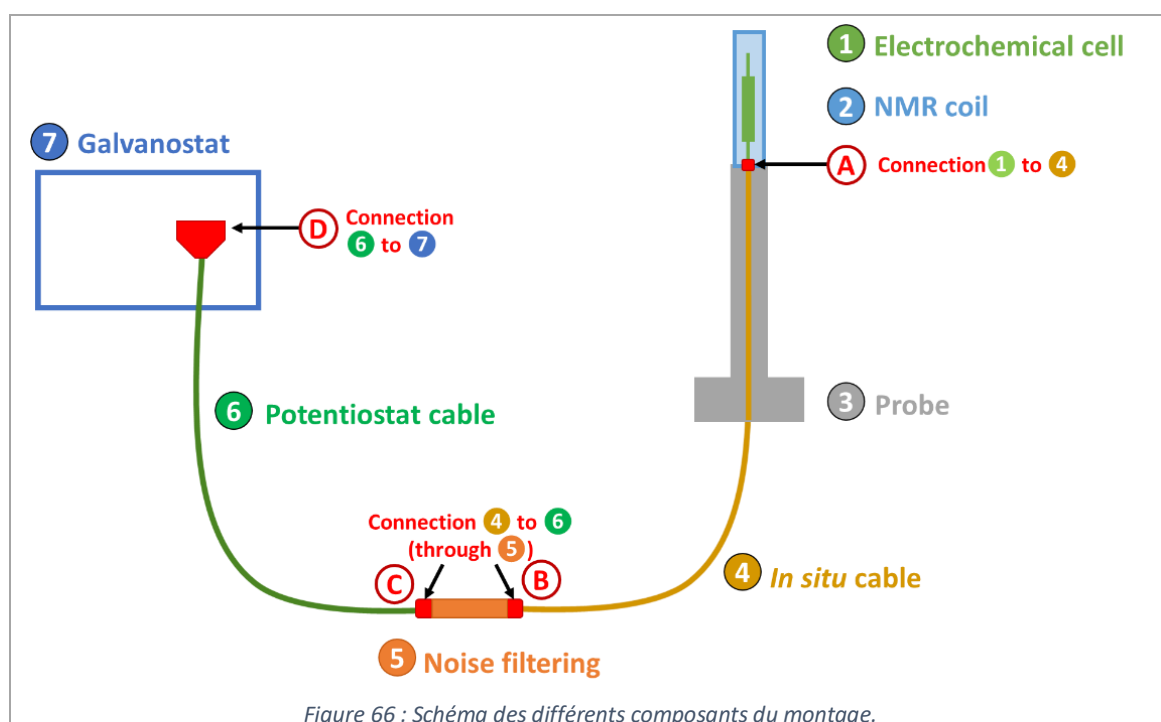 1 Electrochemical cell
2 NMR coil
7 Galvanostat
A Connection 1 to 4
D Connection
6 to 7
3 Probe
6 Potentiostat cable
Connection 4 to 6
(through 5)
C B
4 In situ cable
5 Noise filtering
Figure 66 : Schéma des différents composants du montage.